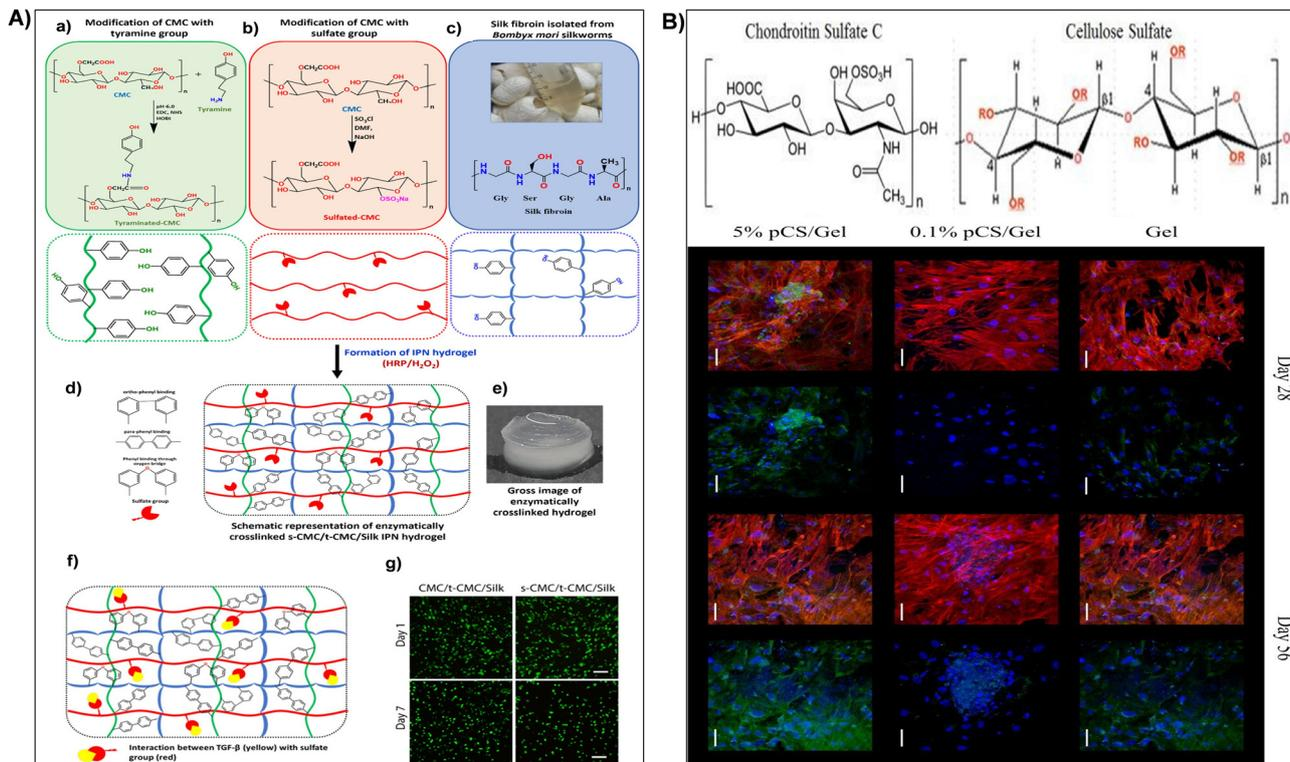 A)
a)
Modification of CMC with
tyramine group
b)
Modification of CMC with
sulfate group
c)
Silk fibroin isolated from
Bombyx mori silkworms
CMC
+
Tyramine
pH-6.0
EDC, NHS
HOBt
Tyraminated-CMC
CMC
SO3Cl
DMF,
NaOH
OSO3Na
Sulfated-CMC
Gly Ser Gly Ala
Silk fibroin
Formation of IPN hydrogel
(HRP/H2O2)
d)
ortho-phenyl binding
para-phenyl binding
Phenyl binding through
oxygen bridge
Sulfate group
e)
Gross image of
enzymatically
crosslinked hydrogel
Schematic representation of enzymatically
crosslinked s-CMC/t-CMC/Silk IPN hydrogel
f)
Interaction between TGF-β (yellow) with sulfate
group (red)
g)
CMC/t-CMC/Silk s-CMC/t-CMC/Silk
Day 1
Day 7
B)
Chondroitin Sulfate C
Cellulose Sulfate
5% pCS/Gel 0.1% pCS/Gel Gel
Day 28
Day 56